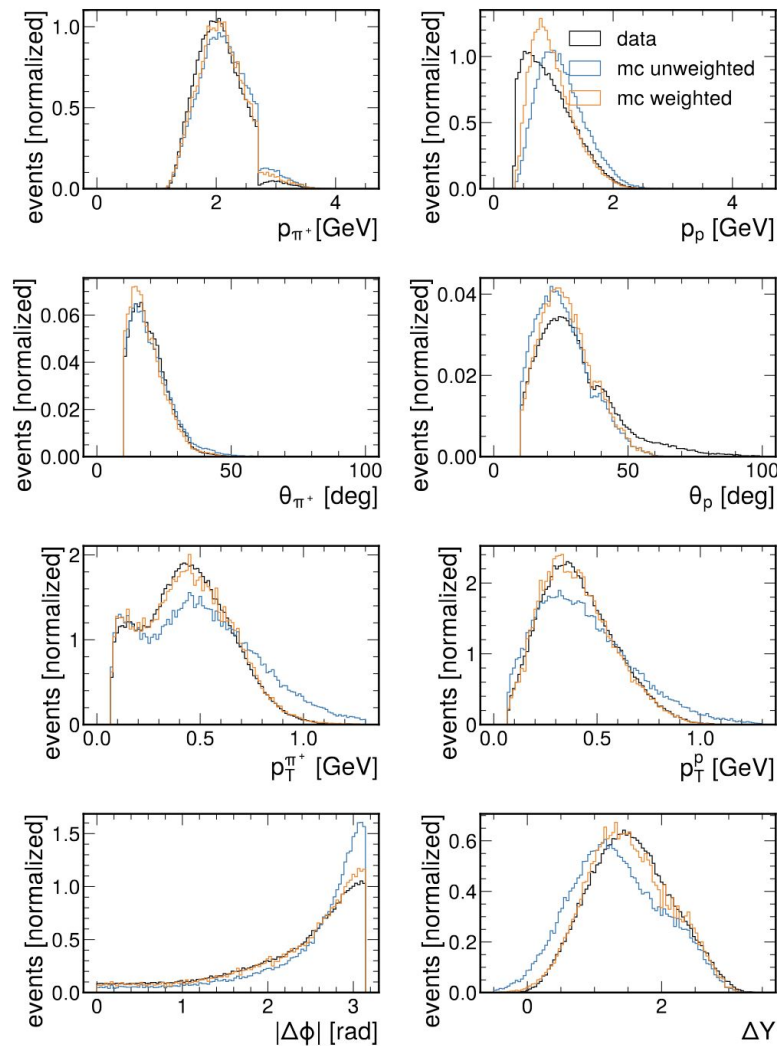 events [normalized]
1.0
0.5
0.0
0 2 4
p_π⁺[GeV]
events [normalized]
1.0
0.5
0.0
0 2 4
p_p [GeV]
data
mc unweighted
mc weighted
events [normalized]
0.06
0.04
0.02
0.00
0 50 100
θ_π⁺ [deg]
events [normalized]
0.04
0.02
0.00
0 50 100
θ_p [deg]
events [normalized]
2
1
0
0.0 0.5 1.0
p_T^π⁺ [GeV]
events [normalized]
2
1
0
0.0 0.5 1.0
p_T^p [GeV]
events [normalized]
1.5
1.0
0.5
0.0
0 1 2 3
|Δϕ| [rad]
events [normalized]
0.6
0.4
0.2
0.0
0 2
ΔY